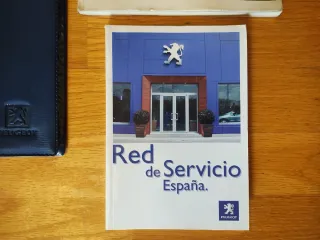 Red
de Servicio
España.
PEUGEOT